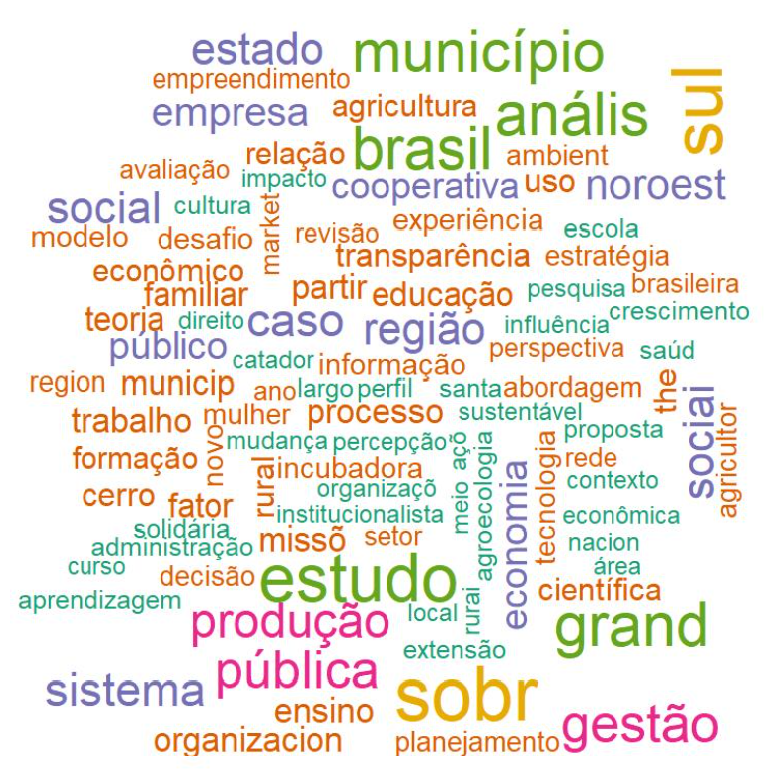 estado município
empreendimento
sul
empresa agricultura anális
relação brasil ambient
avaliação impacto cooperativa uso noroest
social cultura market experiência escola
modelo desafio revisão transparência estratégia
econômico familiar partir educação pesquisa brasileira
teoria direito caso região influência crescimento
público catador informação perspectiva saúd
region municip ano largo perfil santa abordagem the
trabalho mulher processo sustentável sociai agricultor
formação novo mudança percepção proposta
cerro fator rural incubadora meio açõ agroecologia economia tecnologia rede
organizaçõ contexto
solidária institucionalista econômica
administração missõ setor nacion
curso decisão estudo área
aprendizagem produção local rurai científica
extensão grand
sistema pública sobr
ensino gestão
organizacion planejamento